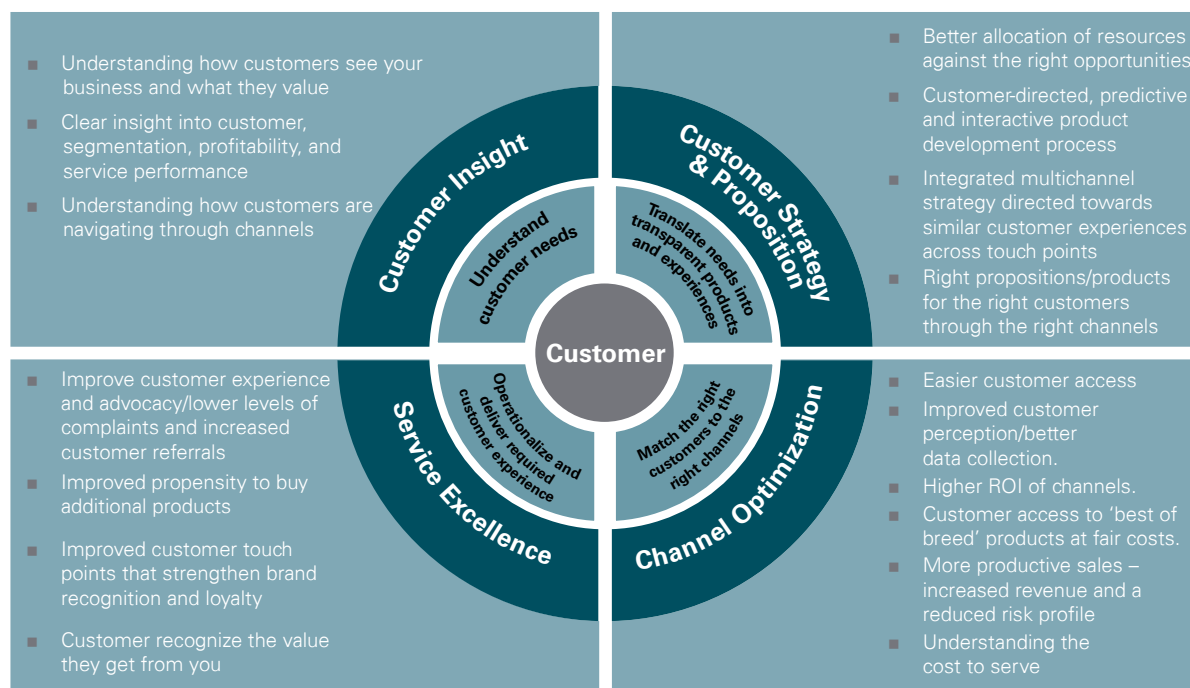 Understanding how customers see your
business and what they value
Clear insight into customer,
segmentation, profitability, and
service performance
Understanding how customers are
navigating through channels
Customer Insight
Understand
customer needs
Customer Strategy
& Proposition
Translate needs into
transparent products
and experiences
Better allocation of resources
against the right opportunities
Customer-directed, predictive
and interactive product
development process
Integrated multichannel
strategy directed towards
similar customer experiences
across touch points
Right propositions/products
for the right customers
through the right channels
Customer
Improve customer experience
and advocacy/lower levels of
complaints and increased
customer referrals
Improved propensity to buy
additional products
Improved customer touch
points that strengthen brand
recognition and loyalty
Customer recognize the value
they get from you
Service Excellence
Operationalize and
deliver required
customer experience
Match the right
customers to the
right channels
Channel Optimization
Easier customer access
Improved customer
perception/better
data collection.
Higher ROI of channels.
Customer access to ‘best of
breed’ products at fair costs.
More productive sales –
increased revenue and a
reduced risk profile
Understanding the
cost to serve